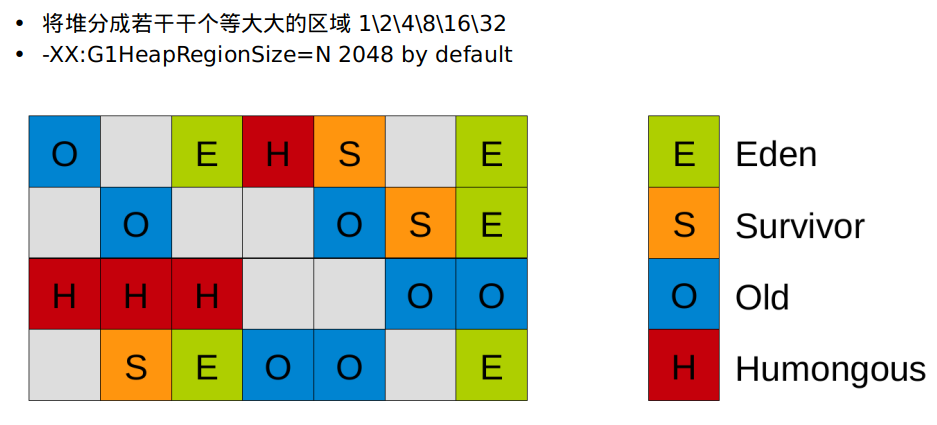 • 将堆分成若干干个等大大的区域 1\2\4\8\16\32
• -XX:G1HeapRegionSize=N 2048 by default
O E H S E
O O S E
H H H O O
S E O O E
E Eden
S Survivor
O Old
H Humongous